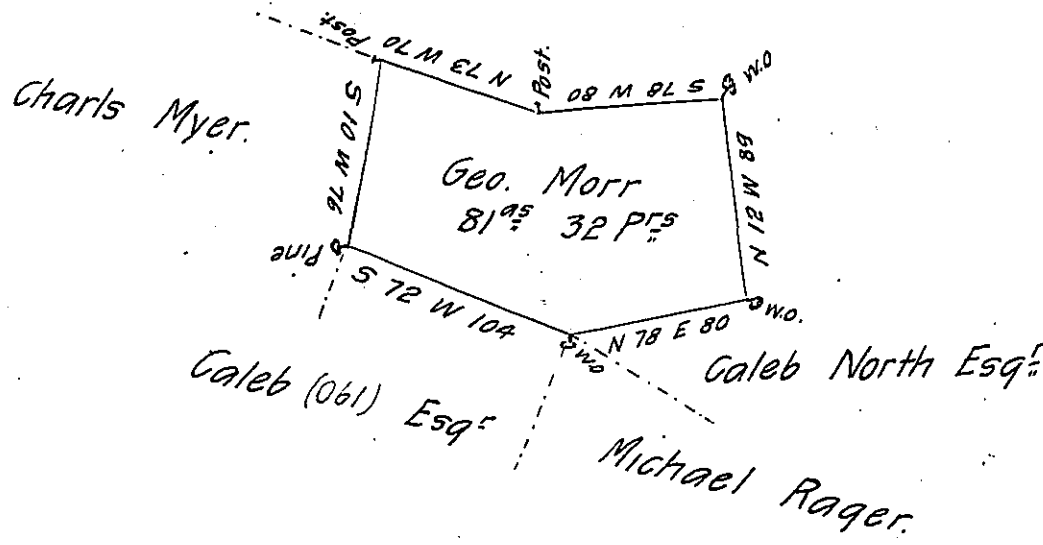 Post.
N 73 W 70
Post.
S 78 W 80
W.O
Charls Myer.
S 10 W 76
Geo. Morr
81as 32 Prs
N 12 W 89
Pine
S 72 W 104
N 78 E 80
W.O.
W.O
Caleb (061) Esqr
Caleb North Esqr
Michael Rager.